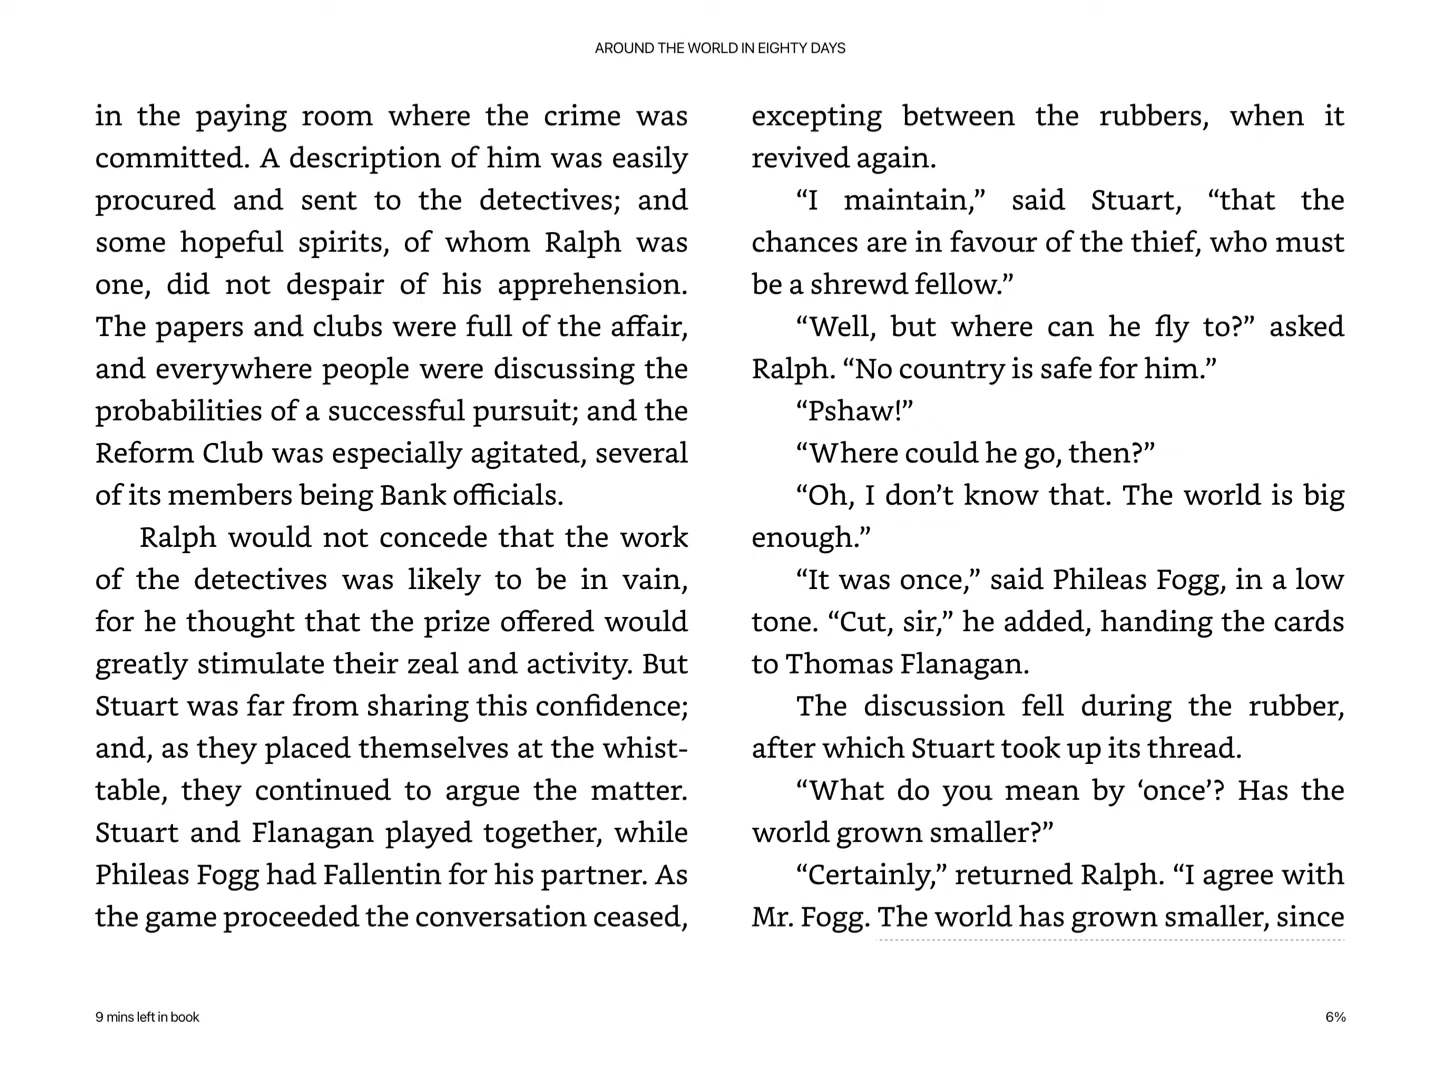 AROUND THE WORLD IN EIGHTY DAYS
in the paying room where the crime was
committed. A description of him was easily
procured and sent to the detectives; and
some hopeful spirits, of whom Ralph was
one, did not despair of his apprehension.
The papers and clubs were full of the affair,
and everywhere people were discussing the
probabilities of a successful pursuit; and the
Reform Club was especially agitated, several
of its members being Bank officials.
Ralph would not concede that the work
of the detectives was likely to be in vain,
for he thought that the prize offered would
greatly stimulate their zeal and activity. But
Stuart was far from sharing this confidence;
and, as they placed themselves at the whist-
table, they continued to argue the matter.
Stuart and Flanagan played together, while
Phileas Fogg had Fallentin for his partner. As
the game proceeded the conversation ceased,
excepting between the rubbers, when it
revived again.
“I maintain,” said Stuart, “that the
chances are in favour of the thief, who must
be a shrewd fellow.”
“Well, but where can he fly to?” asked
Ralph. “No country is safe for him.”
“Pshaw!”
“Where could he go, then?”
“Oh, I don’t know that. The world is big
enough.”
“It was once,” said Phileas Fogg, in a low
tone. “Cut, sir,” he added, handing the cards
to Thomas Flanagan.
The discussion fell during the rubber,
after which Stuart took up its thread.
“What do you mean by ‘once’? Has the
world grown smaller?”
“Certainly,” returned Ralph. “I agree with
Mr. Fogg. The world has grown smaller, since
9 mins left in book
6%